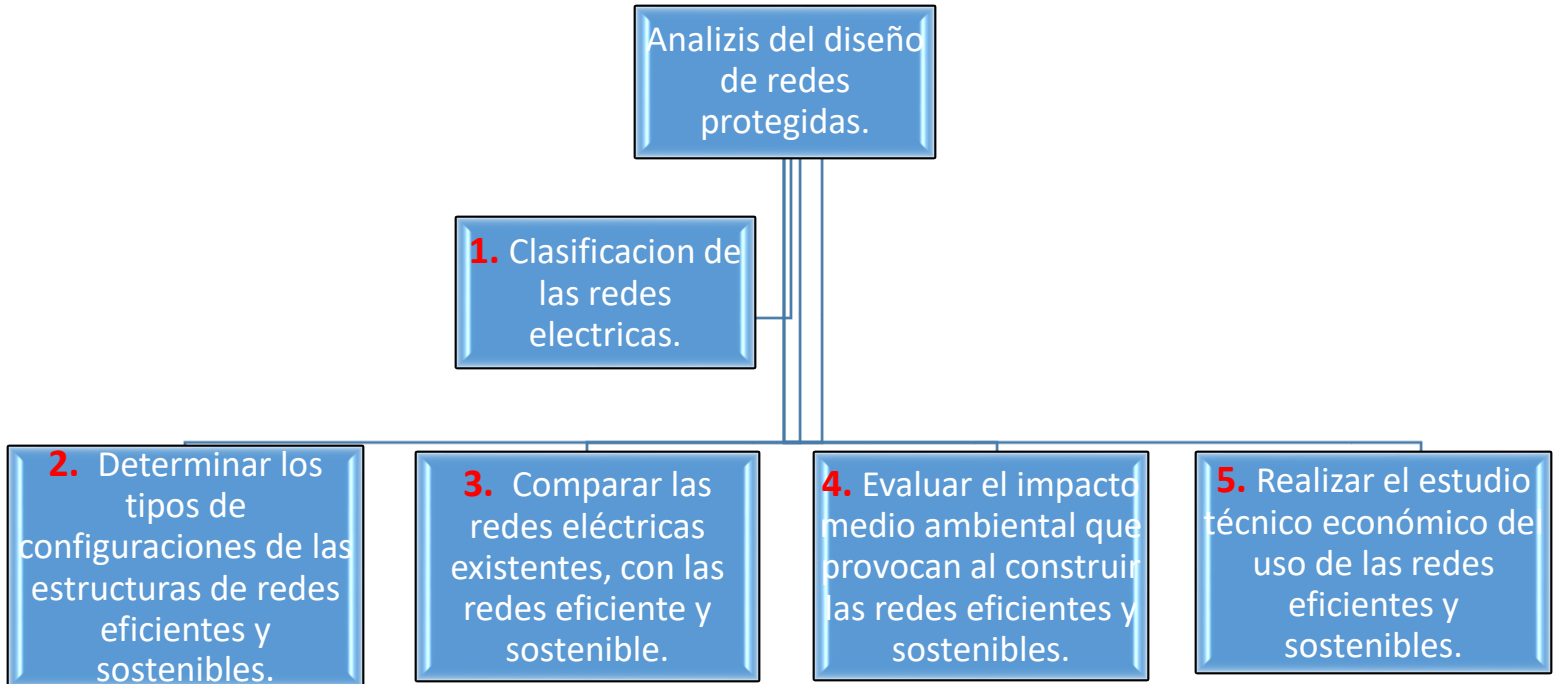 Analizis del diseño
de redes
protegidas.
1. Clasificacion de
las redes
electricas.
2. Determinar los
tipos de
configuraciones de las
estructuras de redes
eficientes y
sostenibles.
3. Comparar las
redes eléctricas
existentes, con las
redes eficiente y
sostenible.
4. Evaluar el impacto
medio ambiental que
provocan al construir
las redes eficientes y
sostenibles.
5. Realizar el estudio
técnico económico del
uso de las redes
eficientes y
sostenibles.